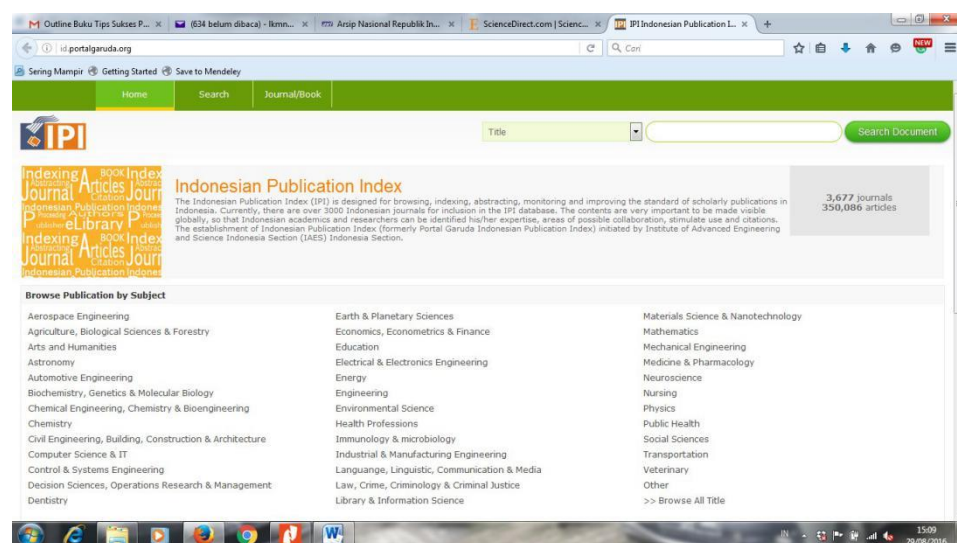 Outline Buku Tips Sukses P...
(634 belum dibaca) - lkmn...
Arsip Nasional Republik In...
ScienceDirect.com | Scienc...
IPI Indonesian Publication I...
id.portalgaruda.org
Cari
NEW
Sering Mampir
Getting Started
Save to Mendeley
Home
Search
Journal/Book
IPI
Title
Search Document
Indonesian Publication Index
The Indonesian Publication Index (IPI) is designed for browsing, indexing, abstracting, monitoring and improving the standard of scholarly publications in
Indonesia. Currently, there are over 3000 Indonesian journals for inclusion in the IPI database. The contents are very important to be made visible
globally, so that Indonesian academics and researchers can be identified his/her expertise, areas of possible collaboration, stimulate use and citations.
The establishment of Indonesian Publication Index (formerly Portal Garuda Indonesian Publication Index) initiated by Institute of Advanced Engineering
and Science Indonesia Section (IAES) Indonesia Section).
3,677 journals
350,086 articles
Browse Publication by Subject
Aerospace Engineering
Agriculture, Biological Sciences & Forestry
Arts and Humanities
Astronomy
Automotive Engineering
Biochemistry, Genetics & Molecular Biology
Chemical Engineering, Chemistry & Bioengineering
Chemistry
Civil Engineering, Building, Construction & Architecture
Computer Science & IT
Control & Systems Engineering
Decision Sciences, Operations Research & Management
Dentistry
Earth & Planetary Sciences
Economics, Econometrics & Finance
Education
Electrical & Electronics Engineering
Energy
Engineering
Environmental Science
Health Professions
Immunology & microbiology
Industrial & Manufacturing Engineering
Languange, Linguistic, Communication & Media
Law, Crime, Criminology & Criminal Justice
Library & Information Science
Materials Science & Nanotechnology
Mathematics
Mechanical Engineering
Medicine & Pharmacology
Neuroscience
Nursing
Physics
Public Health
Social Sciences
Transportation
Veterinary
Other
>> Browse All Title
IN
15:09
29/08/2016